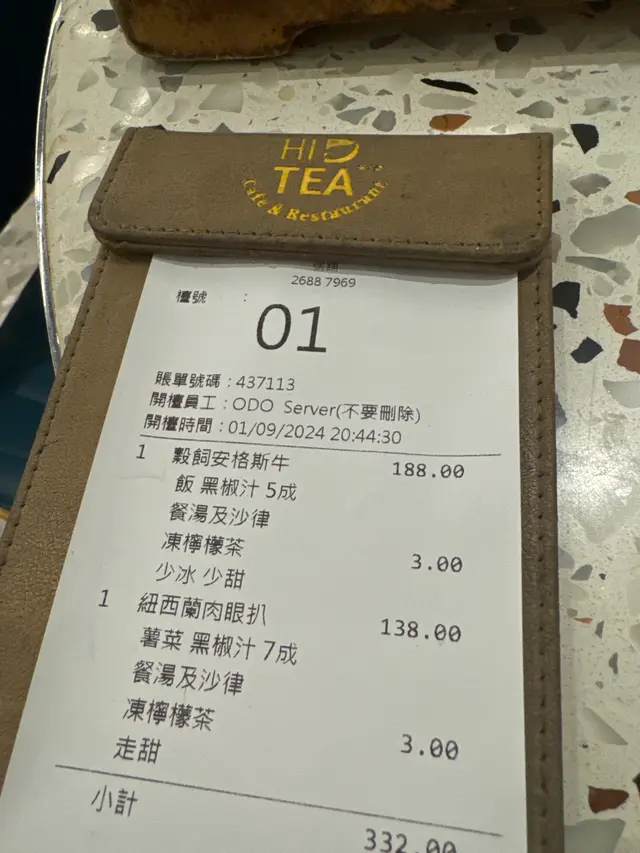 HI D
TEA
Cafe & Restaurant
2688 7969
檯號 :
01
賬單號碼 : 437113
開檯員工 : ODO Server(不要刪除)
開檯時間 : 01/09/2024 20:44:30
1 穀飼安格斯牛 188.00
飯 黑椒汁 5成
餐湯及沙律
凍檸檬茶 3.00
少冰 少甜
1 紐西蘭肉眼扒 138.00
薯菜 黑椒汁 7成
餐湯及沙律
凍檸檬茶
走甜 3.00
小計 332.00